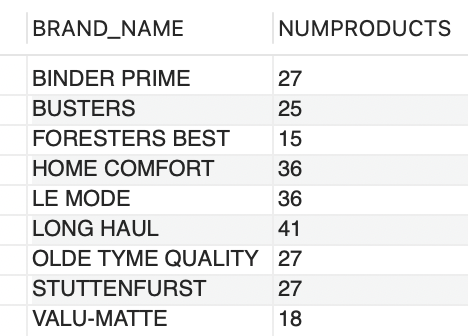 BRAND_NAME NUMPRODUCTS
BINDER PRIME 27
BUSTERS 25
FORESTERS BEST 15
HOME COMFORT 36
LE MODE 36
LONG HAUL 41
OLDE TYME QUALITY 27
STUTTENFURST 27
VALU-MATTE 18